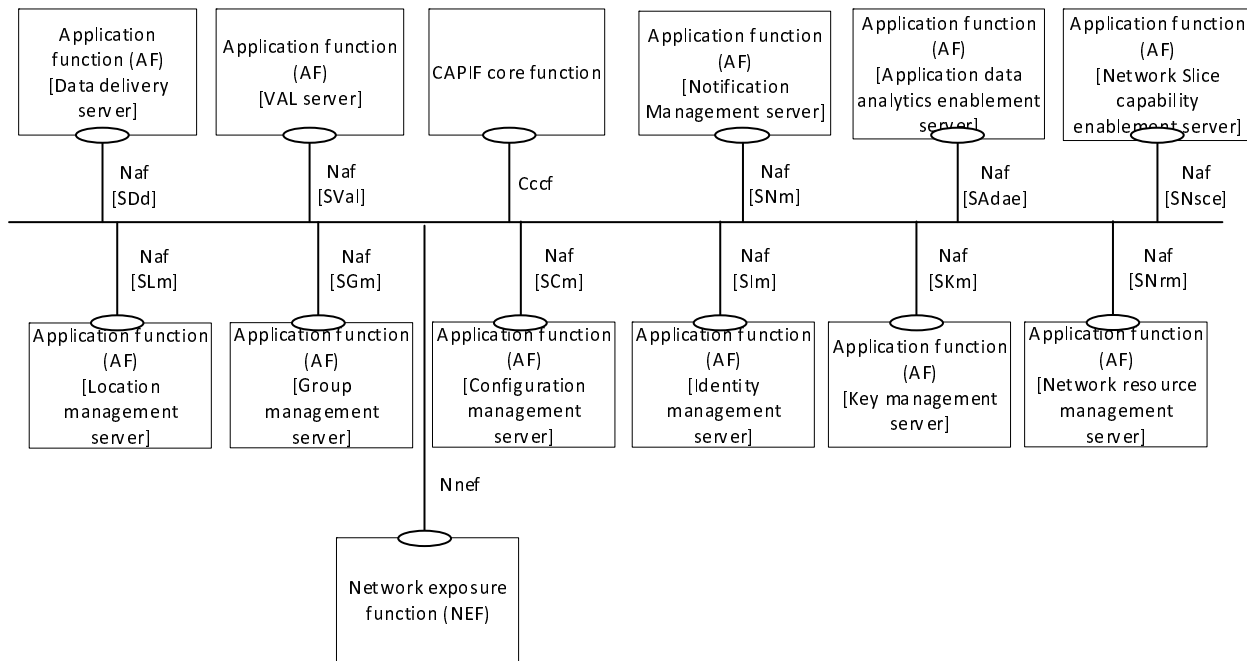 Application
function (AF)
[Data delivery
server]
Application function
(AF)
[VAL server]
CAPIF core function
Application function
(AF)
[Notification
Management server]
Application function
(AF)
[Application data
analytics enablement
server]
Application function
(AF)
[Network Slice
capability
enablement server]
Naf
[SDd]
Naf
[SVal]
Cccf
Naf
[SNm]
Naf
[SAdae]
Naf
[SNsce]
Naf
[SLm]
Naf
[SGm]
Naf
[SCm]
Naf
[SIm]
Naf
[SKm]
Naf
[SNrm]
Application function
(AF)
[Location
management
server]
Application function
(AF)
[Group
management
server]
Application function
(AF)
[Configuration
management
server]
Application function
(AF)
[Identity
management
server]
Application function
(AF)
[Key management
server]
Application function
(AF)
[Network resource
management
server]
Nnef
Network exposure
function (NEF)